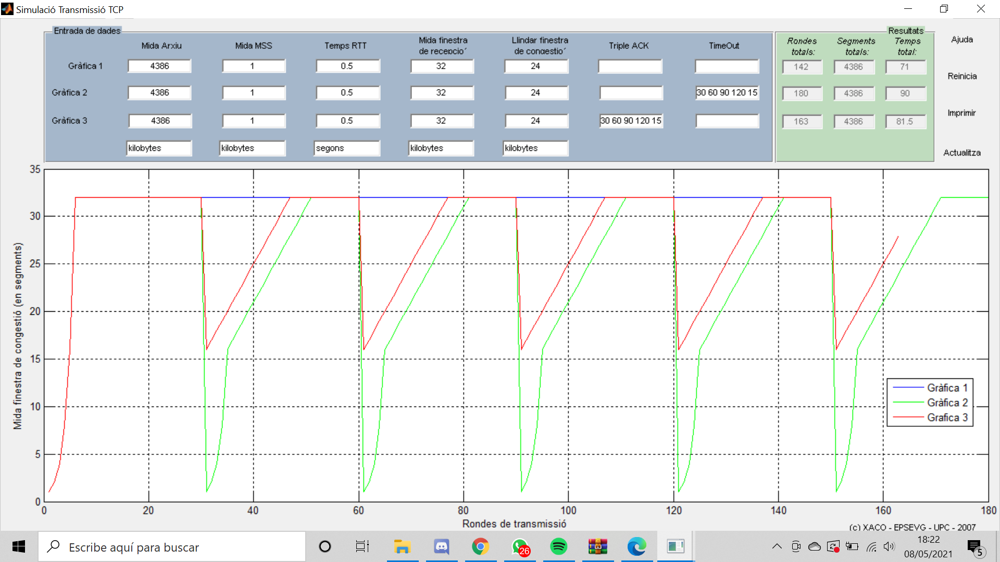 Simulació Transmissió TCP
Entrada de dades
Mida Arxiu
Mida MSS
Temps RTT
Mida finestra
de recepcio´
Llindar finestra
de congestio´
Triple ACK
TimeOut
Gràfica 1
4386
1
0.5
32
24
Gràfica 2
4386
1
0.5
32
24
30 60 90 120 15
Gràfica 3
4386
1
0.5
32
24
30 60 90 120 15
kilobytes
kilobytes
segons
kilobytes
kilobytes
Resultats
Rondes
totals:
Segments
totals:
Temps
total:
142
4386
71
180
4386
90
163
4386
81.5
Ajuda
Reinicia
Imprimir
Actualitza
35
30
25
20
15
10
5
0
Mida finestra de congestió (en segments)
0
20
40
60
80
100
120
140
160
180
Rondes de transmissió
Gràfica 1
Gràfica 2
Grafica 3
(c) XACO - EPSEVG - UPC - 2007
Escribe aquí para buscar
26
18:22
08/05/2021
5